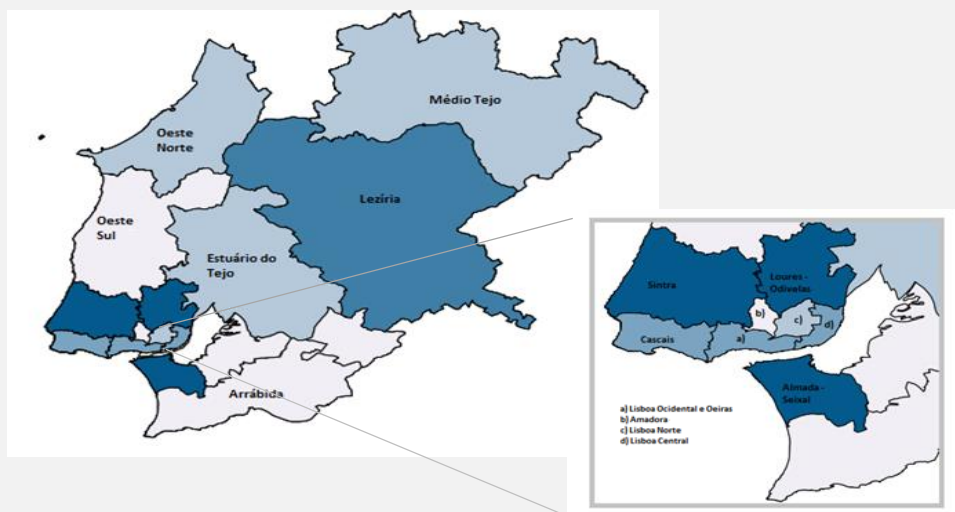 Médio Tejo
Oeste
Norte
Lezíria
Oeste
Sul
Estuário do
Tejo
Arrábida
Sintra
Loures -
Odivelas
b)
c)
d)
Cascais
a)
Almada -
Seixal
a) Lisboa Ocidental e Oeiras
b) Amadora
c) Lisboa Norte
d) Lisboa Central